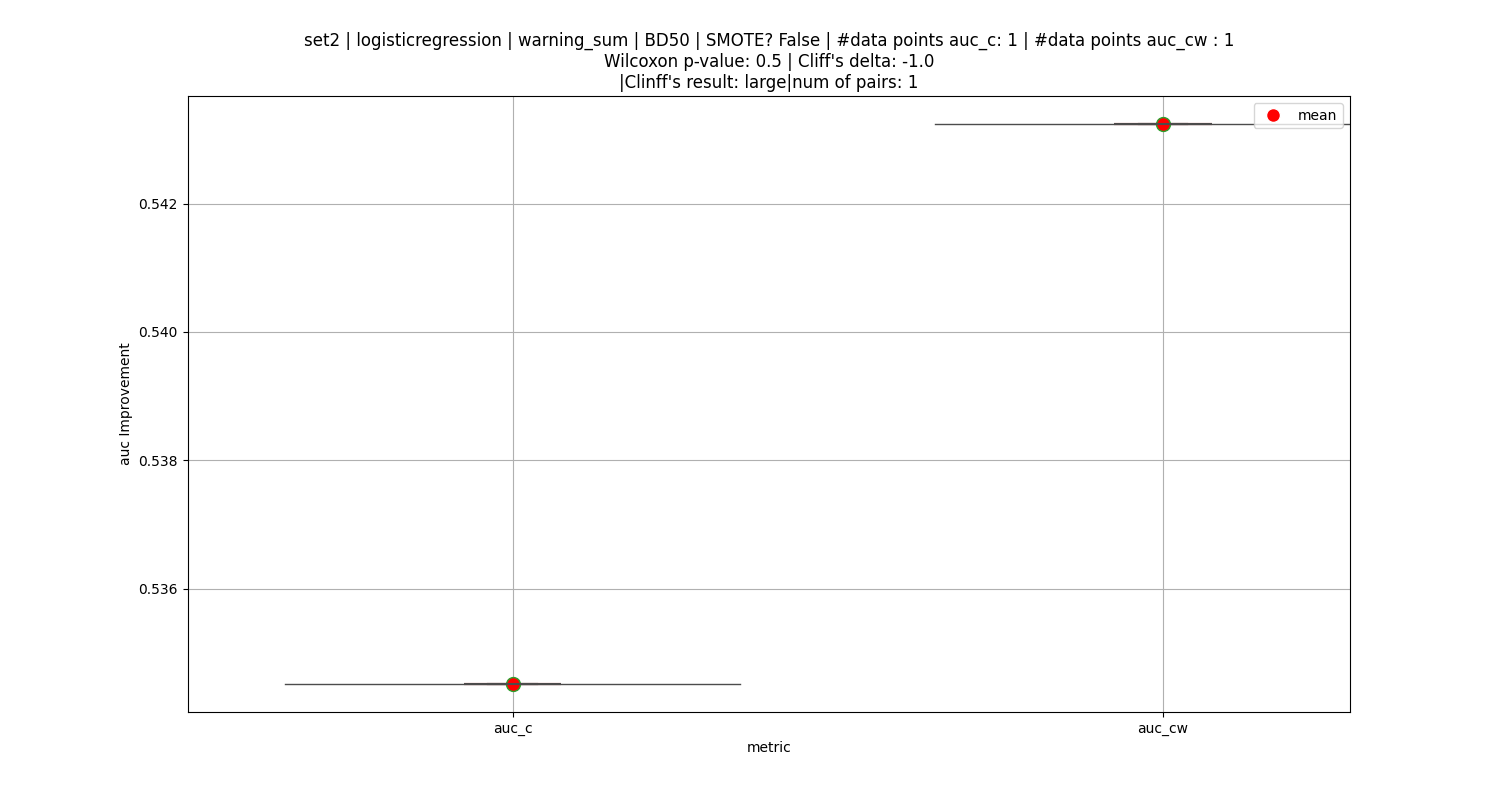 set2 | logisticregression | warning_sum | BD50 | SMOTE? False | #data points auc_c: 1 | #data points auc_cw : 1
Wilcoxon p-value: 0.5 | Cliff's delta: -1.0
|Clinff's result: large|num of pairs: 1
mean
0.542
0.540
0.538
0.536
auc Improvement
auc_c
auc_cw
metric